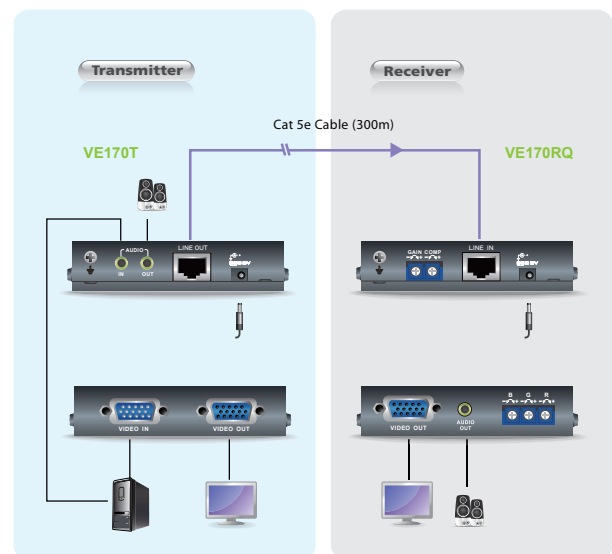 Transmitter
Receiver
Cat 5e Cable (300m)
VE170T
VE170RQ
AUDIO
IN
OUT
LINE OUT
GAIN COMP
LINE IN
VIDEO IN
VIDEO OUT
VIDEO OUT
AUDIO
OUT
B G R